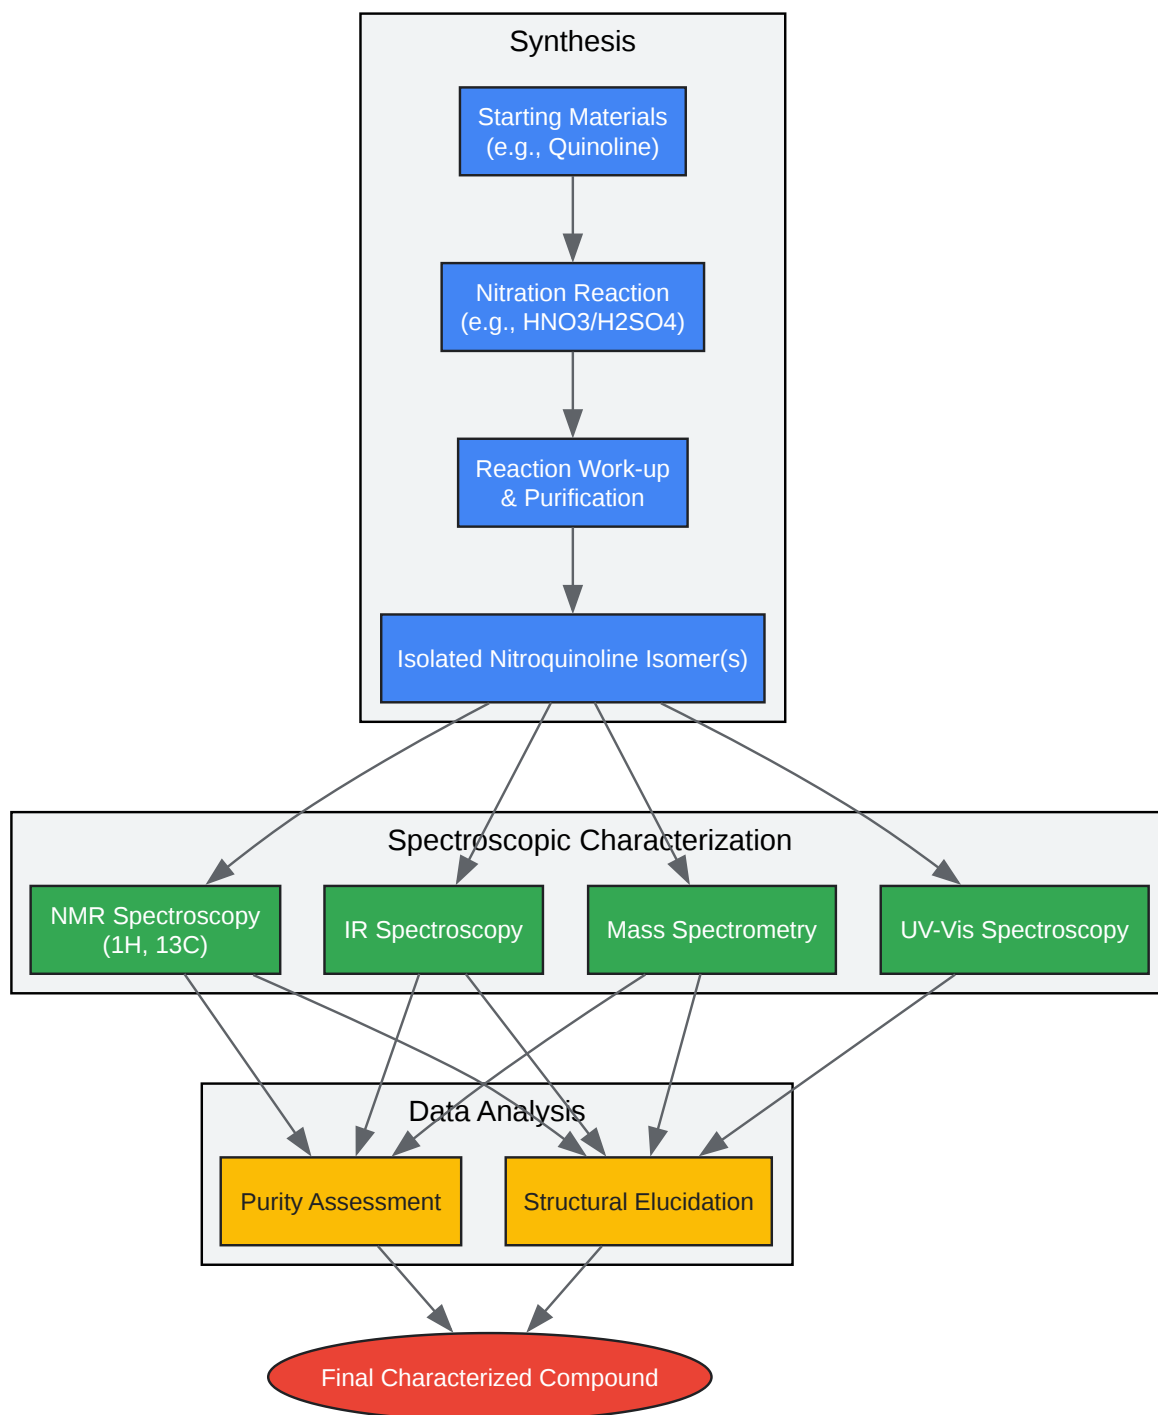 Synthesis
Starting Materials
(e.g., Quinoline)
Nitration Reaction
(e.g., HNO3/H2SO4)
Reaction Work-up
& Purification
Isolated Nitroquinoline Isomer(s)
Spectroscopic Characterization
NMR Spectroscopy
(1H, 13C)
IR Spectroscopy
Mass Spectrometry
UV-Vis Spectroscopy
Data Analysis
Purity Assessment
Structural Elucidation
Final Characterized Compound